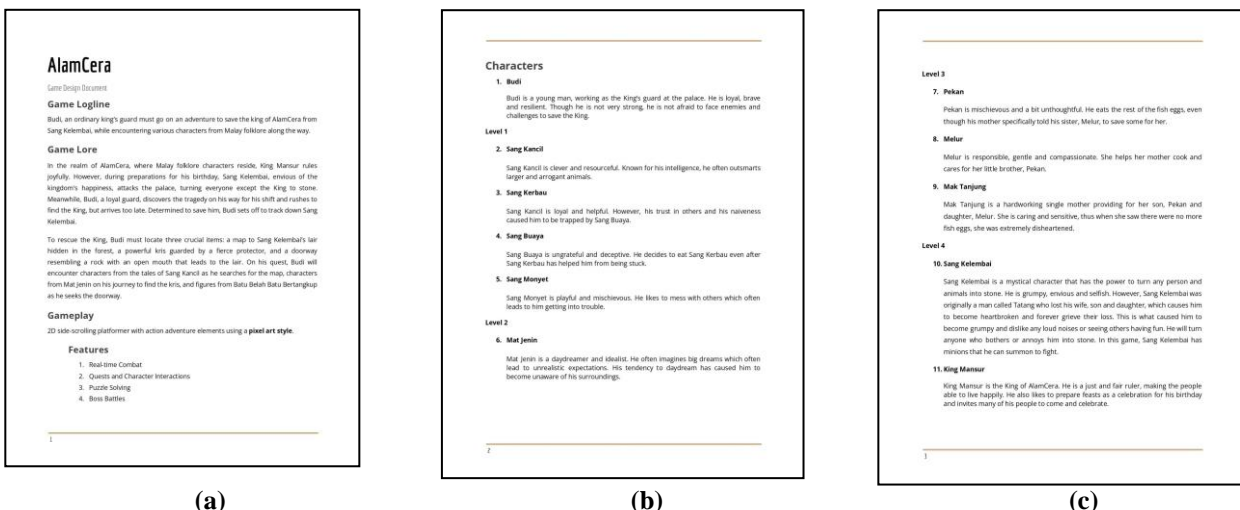 AlamCera
Game Design Document
Game Logline
Budi, an ordinary king's guard must go on an adventure to save the king of AlamCera from
Sang Kelembai, while encountering various characters from Malay folklore along the way.
Game Lore
In the realm of AlamCera, where Malay folklore characters reside, King Mansur rules
joyfully. However, during preparations for his birthday, Sang Kelembai, envious of the
kingdom's happiness, attacks the palace, turning everyone except the King to stone.
Meanwhile, Budi, a loyal guard, discovers the tragedy on his way for his shift and rushes to
find the King, but arrives too late. Determined to save him, Budi sets off to track down Sang
Kelembai.
To rescue the King, Budi must locate three crucial items: a map to Sang Kelembai's lair
hidden in the forest, a powerful kris guarded by a fierce protector, and a doorway
resembling a rock with an open mouth that leads to the lair. On his quest, Budi will
encounter characters from the tales of Sang Kancil as he searches for the map, characters
from Mat Jenin on his journey to find the kris, and figures from Batu Belah Batu Bertangkup
as he seeks the doorway.
Gameplay
2D side-scrolling platformer with action adventure elements using a pixel art style.
Features
1. Real-time Combat
2. Quests and Character Interactions
3. Puzzle Solving
4. Boss Battles
1
(a)
Characters
1. Budi
Budi is a young man, working as the King's guard at the palace. He is loyal, brave
and resilient. Though he is not very strong, he is not afraid to face enemies and
challenges to save the King.
Level 1
2. Sang Kancil
Sang Kancil is clever and resourceful. Known for his intelligence, he often outsmarts
larger and arrogant animals.
3. Sang Kerbau
Sang Kancil is loyal and helpful. However, his trust in others and his naiveness
caused him to be trapped by Sang Buaya.
4. Sang Buaya
Sang Buaya is ungrateful and deceptive. He decides to eat Sang Kerbau even after
Sang Kerbau has helped him from being stuck.
5. Sang Monyet
Sang Monyet is playful and mischievous. He likes to mess with others which often
leads to him getting into trouble.
Level 2
6. Mat Jenin
Mat Jenin is a daydreamer and idealist. He often imagines big dreams which often
lead to unrealistic expectations. His tendency to daydream has caused him to
become unaware of his surroundings.
2
(b)
Level 3
7. Pekan
Pekan is mischievous and a bit unthoughtful. He eats the rest of the fish eggs, even
though his mother specifically told his sister, Melur, to save some for her.
8. Melur
Melur is responsible, gentle and compassionate. She helps her mother cook and
cares for her little brother, Pekan.
9. Mak Tanjung
Mak Tanjung is a hardworking single mother providing for her son, Pekan and
daughter, Melur. She is caring and sensitive, thus when she saw there were no more
fish eggs, she was extremely disheartened.
Level 4
10. Sang Kelembai
Sang Kelembai is a mystical character that has the power to turn any person and
animals into stone. He is grumpy, envious and selfish. However, Sang Kelembai was
originally a man called Tatang who lost his wife, son and daughter, which causes him
to become heartbroken and forever grieve their loss. This is what caused him to
become grumpy and dislike any loud noises or seeing others having fun. He will turn
anyone who bothers or annoys him into stone. In this game, Sang Kelembai has
minions that he can summon to fight.
11. King Mansur
King Mansur is the King of AlamCera. He is a just and fair ruler, making the people
able to live happily. He also likes to prepare feasts as a celebration for his birthday
and invites many of his people to come and celebrate.
3
(c)